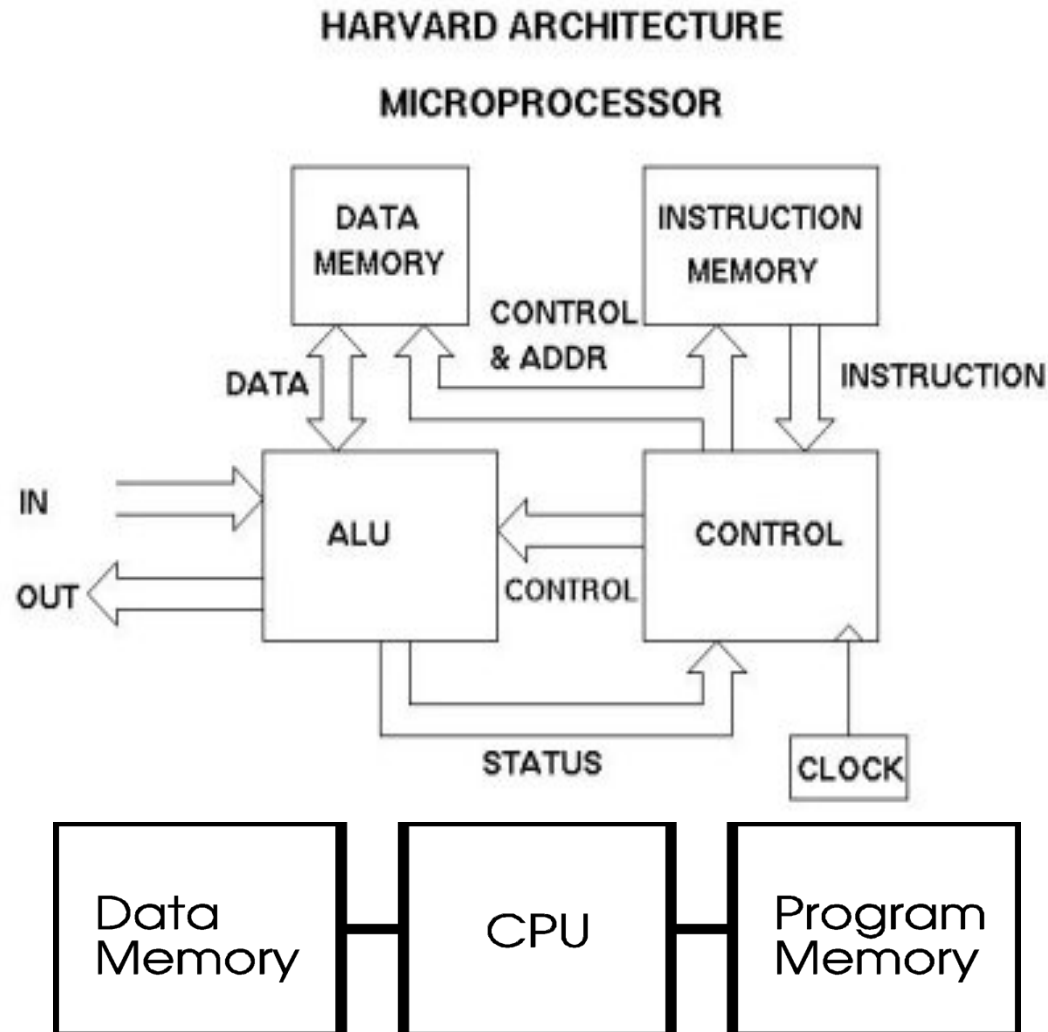 HARVARD ARCHITECTURE
MICROPROCESSOR
DATA
MEMORY
INSTRUCTION
MEMORY
CONTROL
& ADDR
DATA
INSTRUCTION
IN
ALU
CONTROL
OUT
CONTROL
STATUS
CLOCK
Data
Memory
CPU
Program
Memory